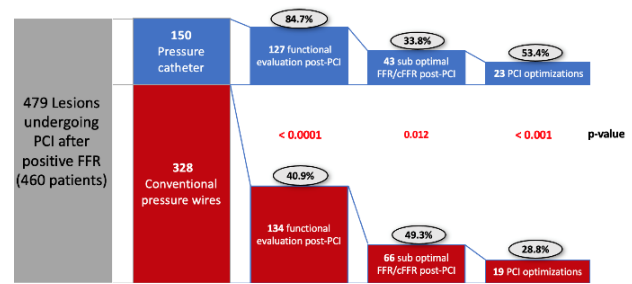 479 Lesions
undergoing
PCI after
positive FFR
(460 patients)
150
Pressure
catheter
84.7%
127 functional
evaluation post-PCI
33.8%
43 sub optimal
FFR/cFFR post-PCI
53.4%
23 PCI optimizations
< 0.0001
0.012
< 0.001
p-value
328
Conventional
pressure wires
40.9%
134 functional
evaluation post-PCI
49.3%
66 sub optimal
FFR/cFFR post-PCI
28.8%
19 PCI optimizations